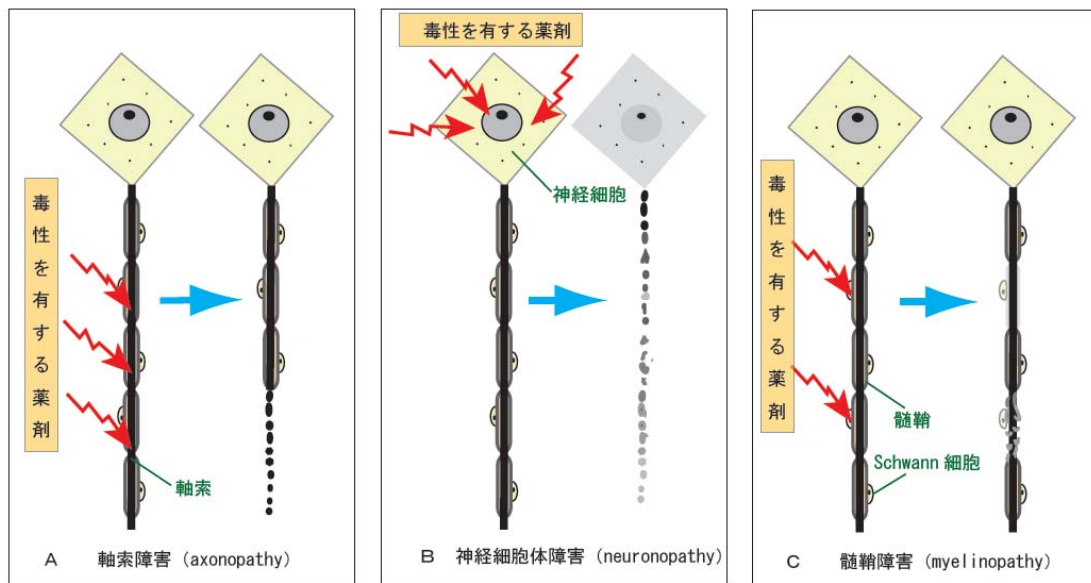 A
毒性を有する薬剤
軸索
A 軸索障害 (axonopathy)
B
毒性を有する薬剤
神経細胞
B 神経細胞体障害 (neuronopathy)
C
毒性を有する薬剤
髄鞘
Schwann 細胞
C 髄鞘障害 (myelinopathy)